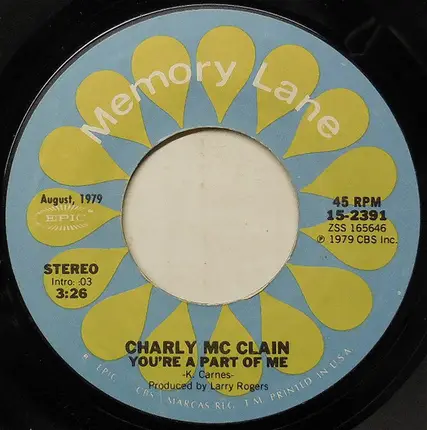 Memory Lane
August, 1979
EPIC
STEREO
Intro: :03
3:26
45 RPM
15-2391
ZSS 165646
℗ 1979 CBS Inc.
CHARLY MC CLAIN
YOU'RE A PART OF ME
-K. Carnes-
Produced by Larry Rogers
EPIC CBS MARCAS REG. T.M. PRINTED IN U.S.A.